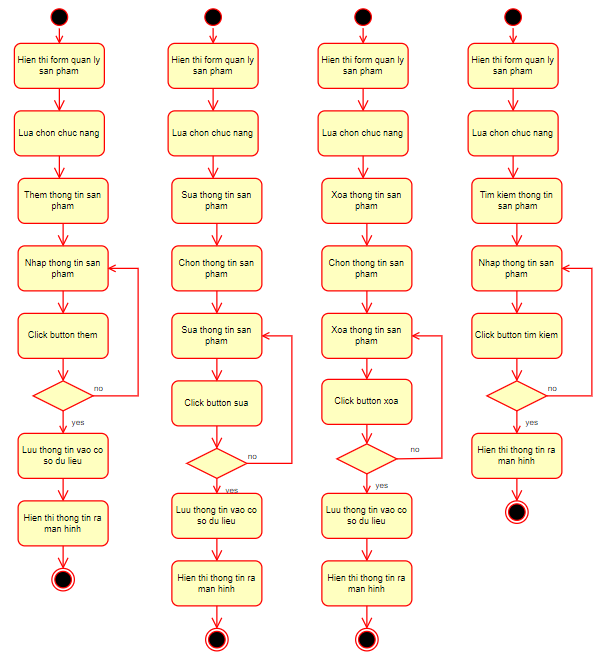 Hien thi form quan ly
san pham
Lua chon chuc nang
Them thong tin san
pham
Nhap thong tin san
pham
Click button them
no
yes
Luu thong tin vao co
so du lieu
Hien thi thong tin ra
man hinh
Hien thi form quan ly
san pham
Lua chon chuc nang
Sua thong tin san
pham
Chon thong tin san
pham
Sua thong tin san
pham
Click button sua
no
yes
Luu thong tin vao co
so du lieu
Hien thi thong tin ra
man hinh
Hien thi form quan ly
san pham
Lua chon chuc nang
Xoa thong tin san
pham
Chon thong tin san
pham
Xoa thong tin san
pham
Click button xoa
no
yes
Luu thong tin vao co
so du lieu
Hien thi thong tin ra
man hinh
Hien thi form quan ly
san pham
Lua chon chuc nang
Tim kiem thong tin
san pham
Nhap thong tin san
pham
Click button tim kiem
no
yes
Hien thi thong tin ra
man hinh